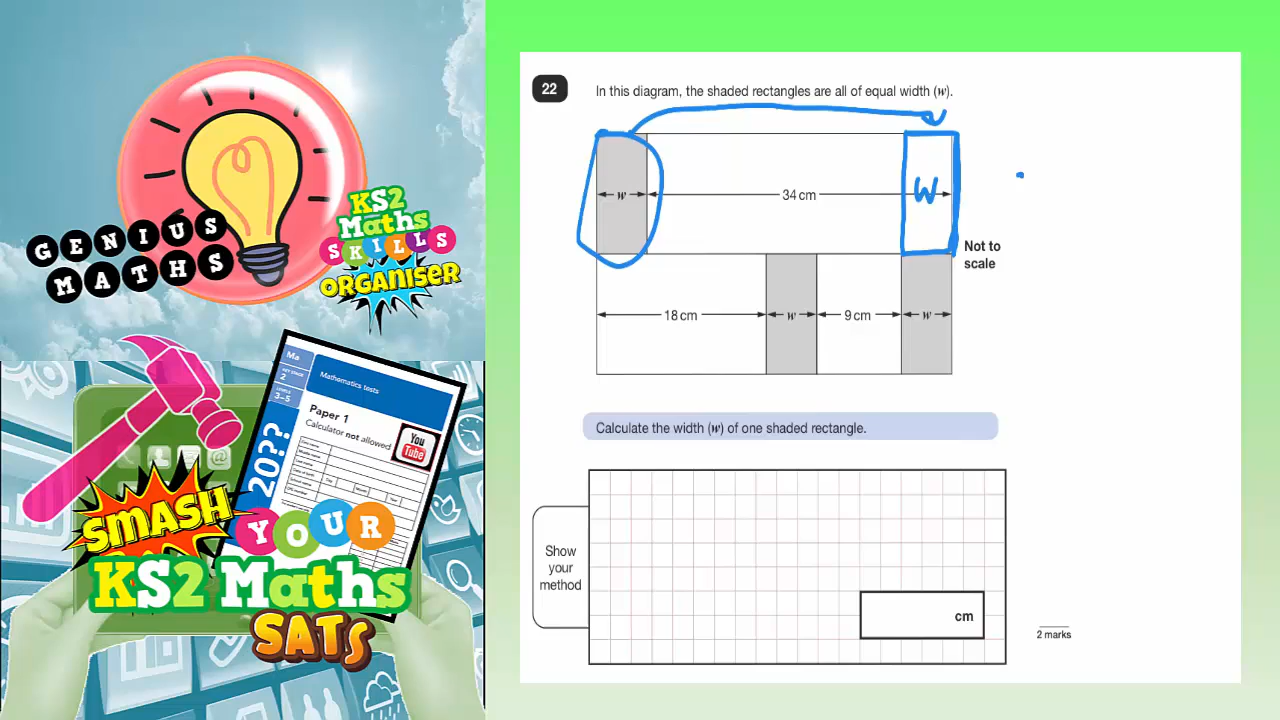 GENIUS
MATHS
KS2
Maths
SKILLS
ORGANISER
Ma
KEY STAGE
2
LEVELS
3–5
Mathematics tests
Paper 1
Calculator not allowed
20??
You
Tube
SMASH
YOUR
KS2 Maths
SATS
22
In this diagram, the shaded rectangles are all of equal width (w).
w
34 cm
W
Not to
scale
18 cm
w
9 cm
w
Calculate the width (w) of one shaded rectangle.
Show
your
method
cm
2 marks